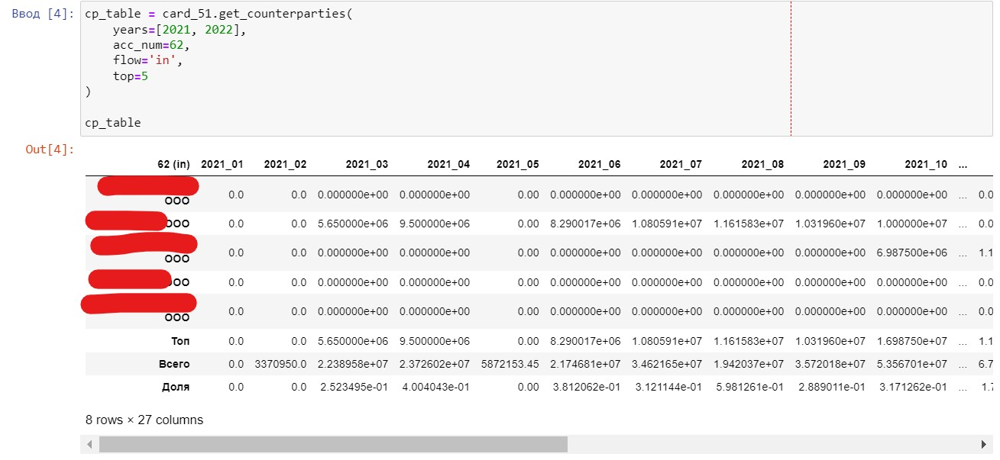 Ввод [4]: cp_table = card_51.get_counterparties(
years=[2021, 2022],
acc_num=62,
flow='in',
top=5
)
cp_table
Out[4]:
62 (in) 2021_01 2021_02 2021_03 2021_04 2021_05 2021_06 2021_07 2021_08 2021_09 2021_10 ...
ООО 0.0 0.0 0.000000e+00 0.000000e+00 0.00 0.000000e+00 0.000000e+00 0.000000e+00 0.000000e+00 0.000000e+00 ... 0.0
ООО 0.0 0.0 5.650000e+06 9.500000e+06 0.00 8.290017e+06 1.080591e+07 1.161583e+07 1.031960e+07 1.000000e+07 ... 0.0
ООО 0.0 0.0 0.000000e+00 0.000000e+00 0.00 0.000000e+00 0.000000e+00 0.000000e+00 0.000000e+00 6.987500e+06 ... 1.1
ООО 0.0 0.0 0.000000e+00 0.000000e+00 0.00 0.000000e+00 0.000000e+00 0.000000e+00 0.000000e+00 0.000000e+00 ... 0.0
ООО 0.0 0.0 0.000000e+00 0.000000e+00 0.00 0.000000e+00 0.000000e+00 0.000000e+00 0.000000e+00 0.000000e+00 ... 0.0
Топ 0.0 0.0 5.650000e+06 9.500000e+06 0.00 8.290017e+06 1.080591e+07 1.161583e+07 1.031960e+07 1.698750e+07 ... 1.1
Всего 0.0 3370950.0 2.238958e+07 2.372602e+07 5872153.45 2.174681e+07 3.462165e+07 1.942037e+07 3.572018e+07 5.356701e+07 ... 6.7
Доля 0.0 0.0 2.523495e-01 4.004043e-01 0.00 3.812062e-01 3.121144e-01 5.981261e-01 2.889011e-01 3.171262e-01 ... 1.7
8 rows × 27 columns